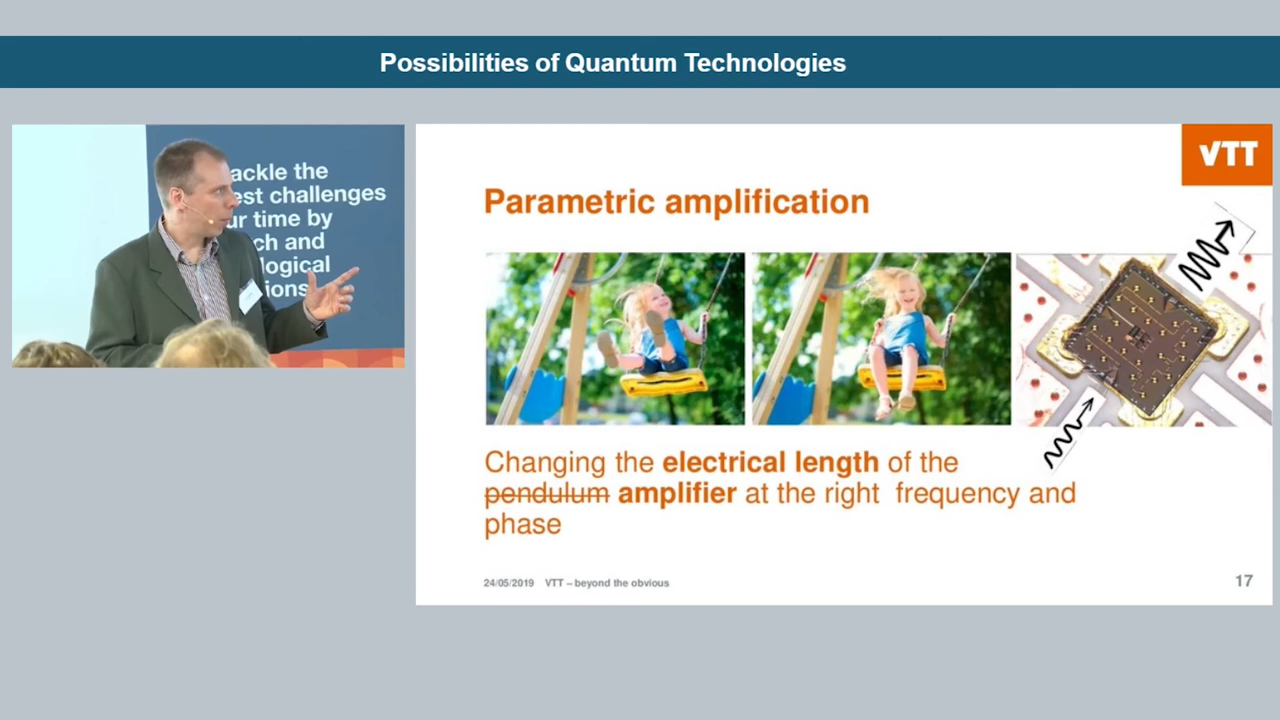 Possibilities of Quantum Technologies
ackle the
est challenges
ur time by
ch and
logical
ions
VTT
Parametric amplification
Changing the electrical length of the
pendulum amplifier at the right frequency and
phase
24/05/2019 VTT – beyond the obvious
17